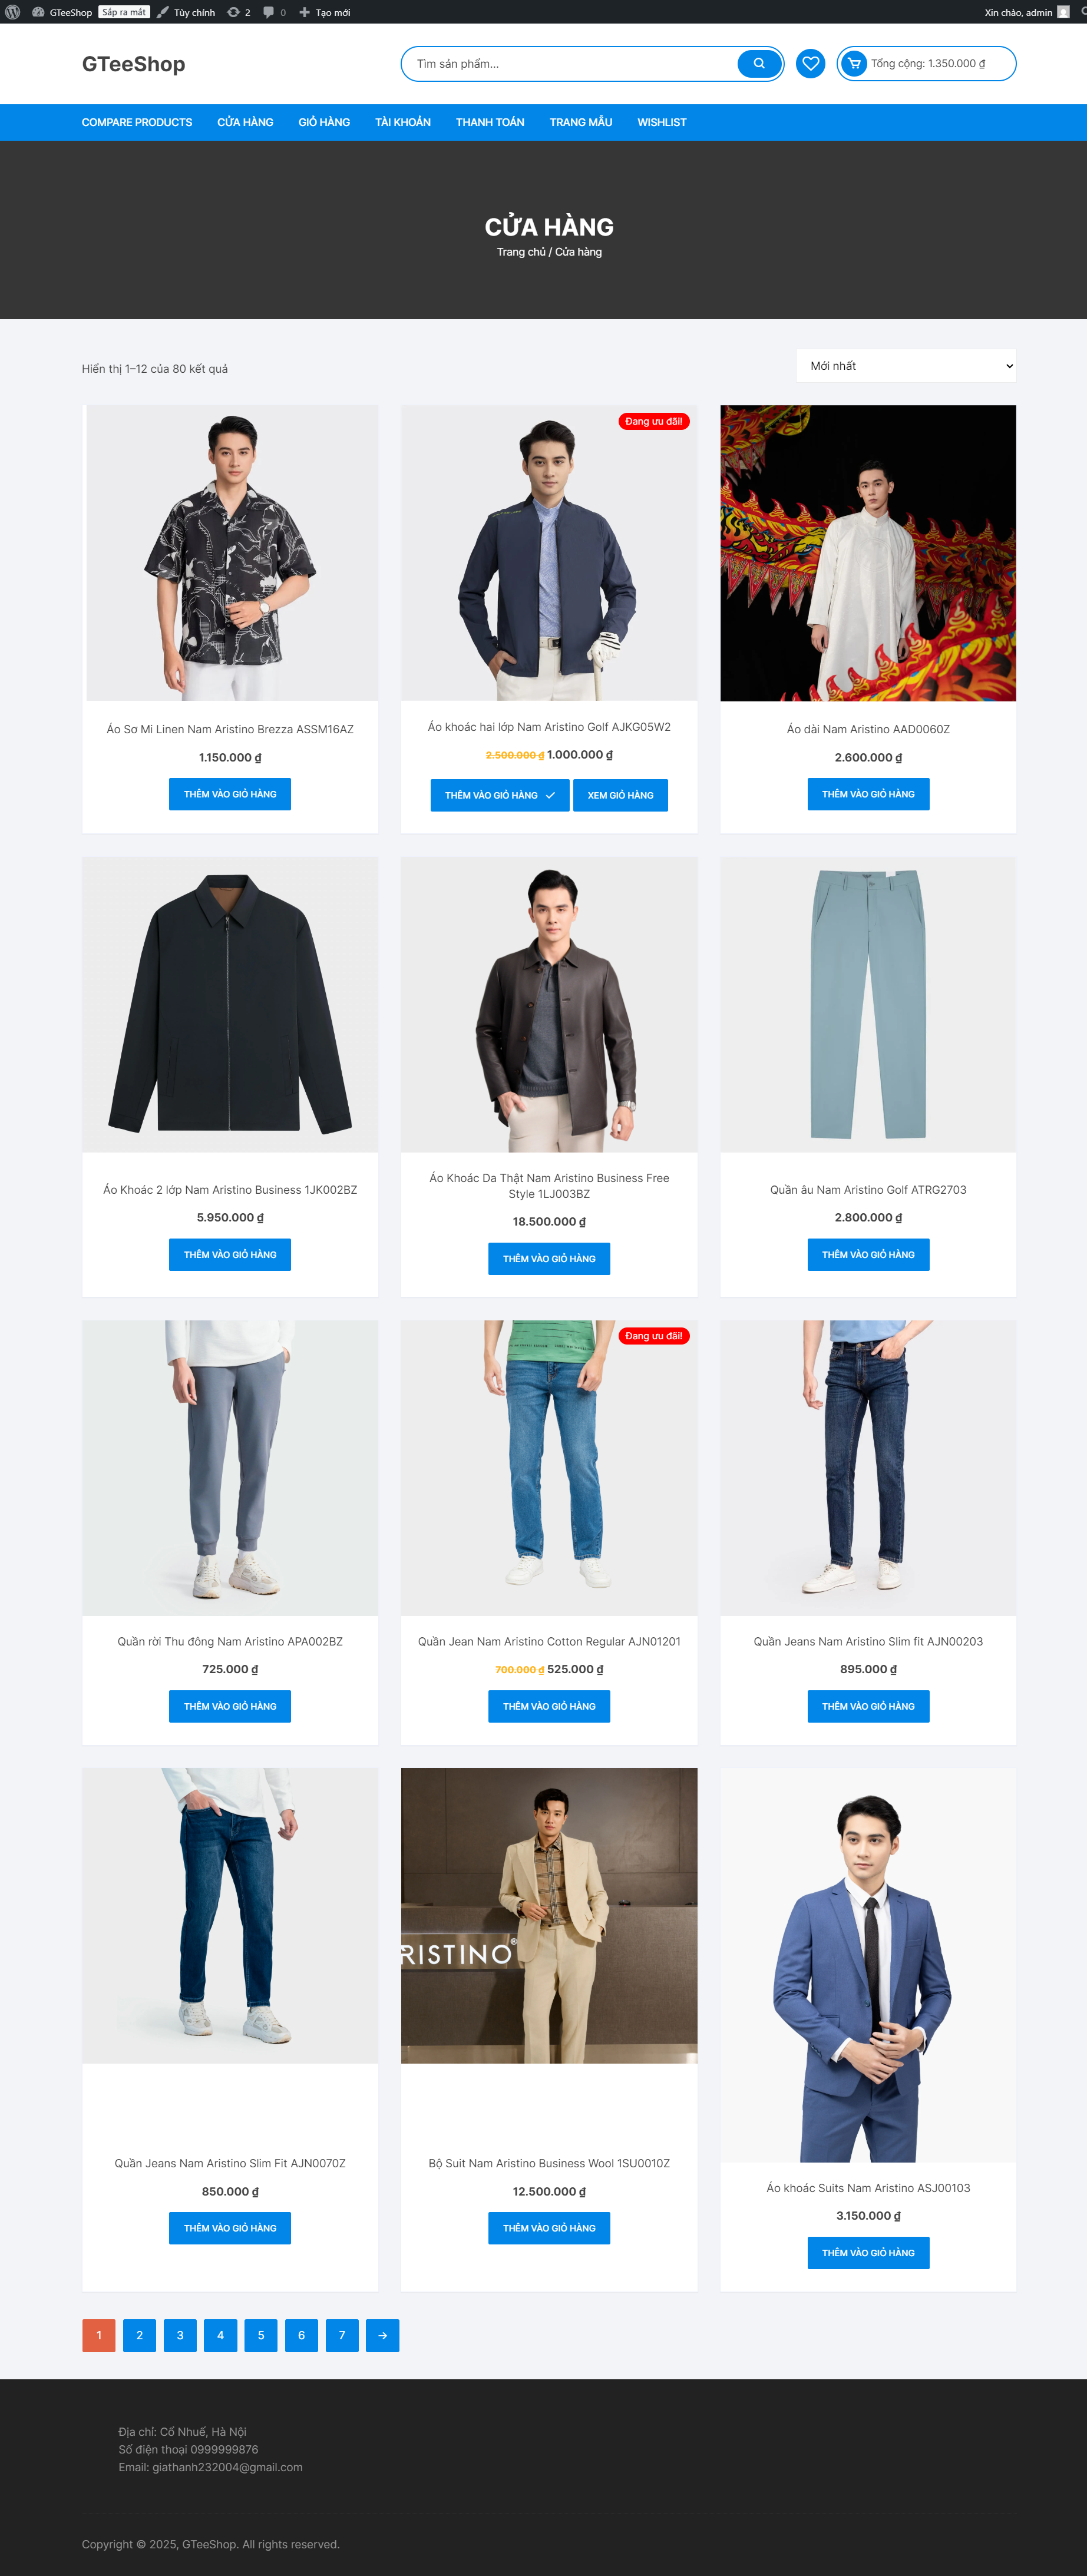 GTeeShop Sắp ra mắt Tùy chỉnh 2 0 Tạo mới Xin chào, admin
GTeeShop
Tìm sản phẩm...
Tổng cộng: 1.350.000 ₫
COMPARE PRODUCTS CỬA HÀNG GIỎ HÀNG TÀI KHOẢN THANH TOÁN TRANG MẪU WISHLIST
CỬA HÀNG
Trang chủ / Cửa hàng
Hiển thị 1–12 của 80 kết quả
Mới nhất
Đang ưu đãi!
Áo Sơ Mi Linen Nam Aristino Brezza ASSM16AZ
1.150.000 ₫
THÊM VÀO GIỎ HÀNG
Áo khoác hai lớp Nam Aristino Golf AJKG05W2
2.500.000 ₫ 1.000.000 ₫
THÊM VÀO GIỎ HÀNG XEM GIỎ HÀNG
Áo dài Nam Aristino AAD0060Z
2.600.000 ₫
THÊM VÀO GIỎ HÀNG
Áo Khoác 2 lớp Nam Aristino Business 1JK002BZ
5.950.000 ₫
THÊM VÀO GIỎ HÀNG
Áo Khoác Da Thật Nam Aristino Business Free
Style 1LJ003BZ
18.500.000 ₫
THÊM VÀO GIỎ HÀNG
Quần âu Nam Aristino Golf ATRG2703
2.800.000 ₫
THÊM VÀO GIỎ HÀNG
Đang ưu đãi!
Quần rời Thu đông Nam Aristino APA002BZ
725.000 ₫
THÊM VÀO GIỎ HÀNG
Quần Jean Nam Aristino Cotton Regular AJN01201
700.000 ₫ 525.000 ₫
THÊM VÀO GIỎ HÀNG
Quần Jeans Nam Aristino Slim fit AJN00203
895.000 ₫
THÊM VÀO GIỎ HÀNG
RISTINO®
Quần Jeans Nam Aristino Slim Fit AJN0070Z
850.000 ₫
THÊM VÀO GIỎ HÀNG
Bộ Suit Nam Aristino Business Wool 1SU0010Z
12.500.000 ₫
THÊM VÀO GIỎ HÀNG
Áo khoác Suits Nam Aristino ASJ00103
3.150.000 ₫
THÊM VÀO GIỎ HÀNG
1 2 3 4 5 6 7 →
Địa chỉ: Cổ Nhuế, Hà Nội
Số điện thoại 0999999876
Email: giathanh232004@gmail.com
Copyright © 2025, GTeeShop. All rights reserved.